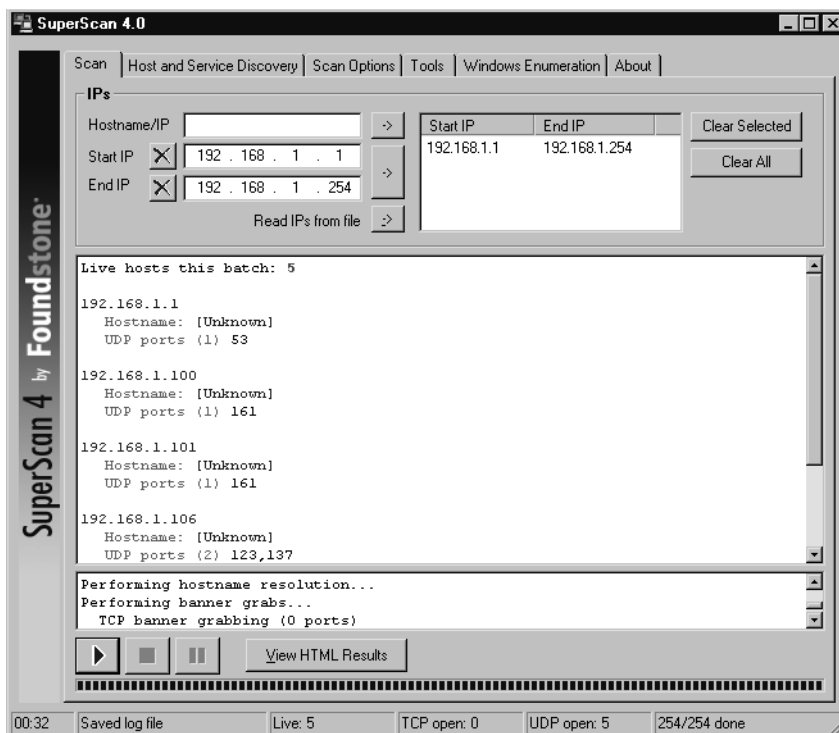 SuperScan 4.0
Scan Host and Service Discovery Scan Options Tools Windows Enumeration About
IPs
Hostname/IP -> Start IP End IP Clear Selected
Start IP X 192 . 168 . 1 . 1 -> 192.168.1.1 192.168.1.254 Clear All
End IP X 192 . 168 . 1 . 254
Read IPs from file ->
SuperScan 4 by Foundstone
Live hosts this batch: 5
192.168.1.1
Hostname: [Unknown]
UDP ports (1) 53
192.168.1.100
Hostname: [Unknown]
UDP ports (1) 161
192.168.1.101
Hostname: [Unknown]
UDP ports (1) 161
192.168.1.106
Hostname: [Unknown]
UDP ports (2) 123,137
Performing hostname resolution...
Performing banner grabs...
TCP banner grabbing (0 ports)
View HTML Results
00:32 Saved log file Live: 5 TCP open: 0 UDP open: 5 254/254 done